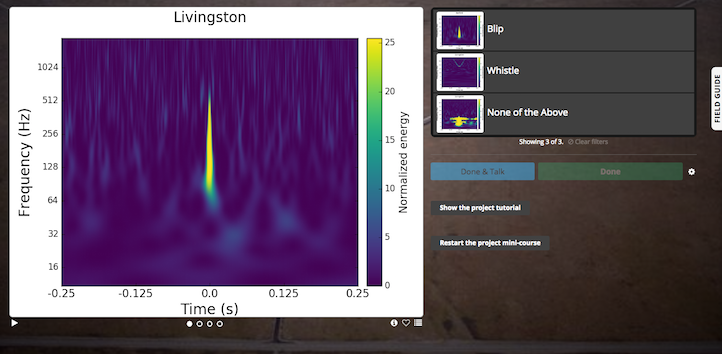 Livingston
Frequency (Hz)
1024
512
256
128
64
32
16
-0.25
-0.125
0.0
0.125
0.25
Time (s)
25
20
15
10
5
0
Normalized energy
Blip
Whistle
None of the Above
Showing 3 of 3. Clear filters
Done & Talk
Done
Show the project tutorial
Restart the project mini-course
FIELD GUIDE